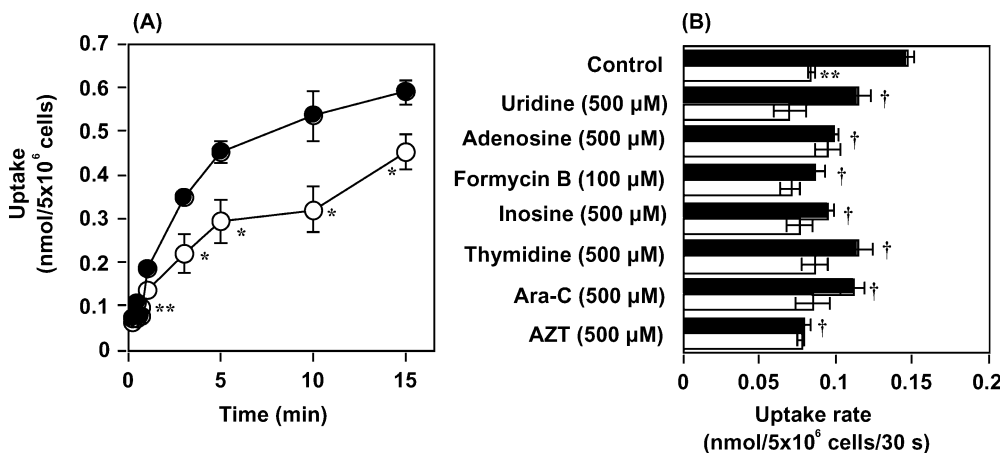 (A)
0.7
0.6
0.5
0.4
0.3
0.2
0.1
0
Uptake
(nmol/5x10⁶ cells)
**
*
*
*
*
0
5
10
15
Time (min)
(B)
Control
**
Uridine (500 µM)
†
Adenosine (500 µM)
†
Formycin B (100 µM)
†
Inosine (500 µM)
†
Thymidine (500 µM)
†
Ara-C (500 µM)
†
AZT (500 µM)
†
0
0.05
0.1
0.15
0.2
Uptake rate
(nmol/5x10⁶ cells/30 s)